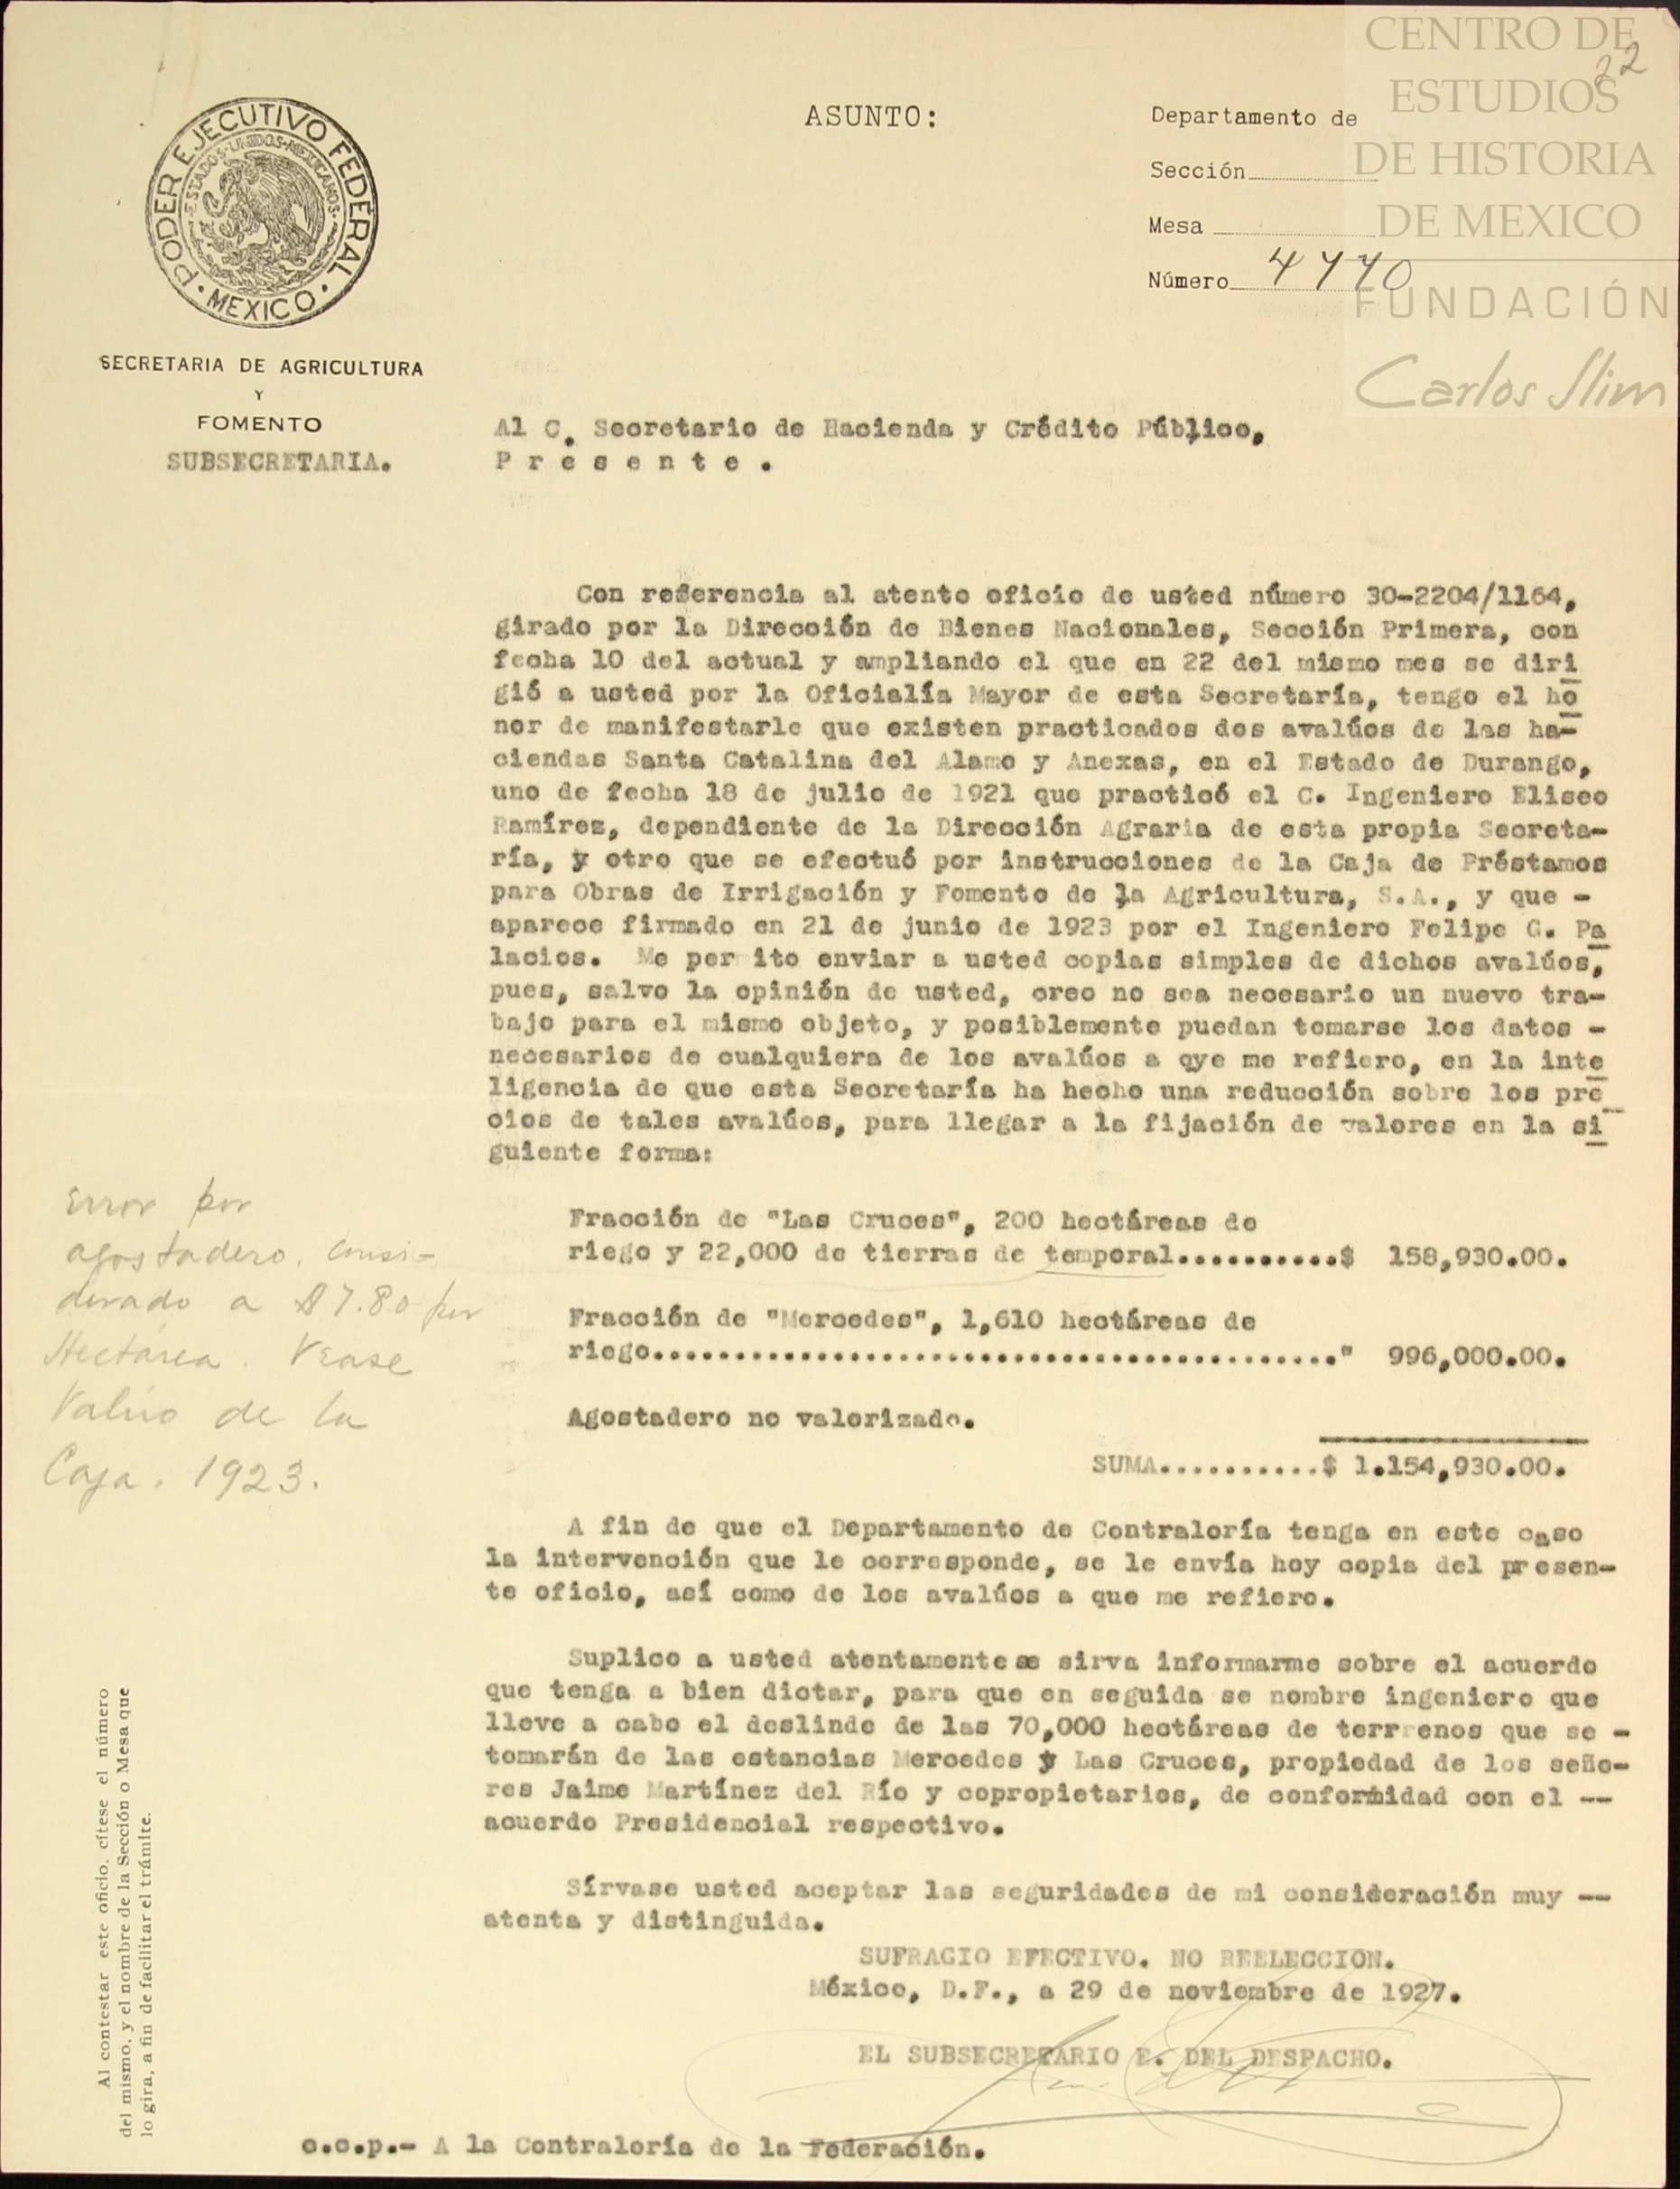 CENTRO DE
ESTUDIOS
DE HISTORIA
DE MEXICO
FUNDACIÓN
Carlos Slim
22
PODER EJECUTIVO FEDERAL
ESTADOS UNIDOS MEXICANOS
MEXICO
ASUNTO:
Departamento de
Sección
Mesa
Número 4770
SECRETARIA DE AGRICULTURA
Y
FOMENTO
SUBSECRETARIA.
Al C. Secretario de Hacienda y Crédito Público,
P r e s e n t e .
Con referencia al atento oficio de usted número 30-2204/1164,
girado por la Dirección de Bienes Nacionales, Sección Primera, con
fecha 10 del actual y ampliando el que en 22 del mismo mes se diri
gió a usted por la Oficialía Mayor de esta Secretaría, tengo el ho
nor de manifestarle que existen practicados dos avalúos de las ha-
ciendas Santa Catalina del Alamo y Anexas, en el Estado de Durango,
uno de fecha 18 de julio de 1921 que practicó el C. Ingeniero Eliseo
Ramírez, dependiente de la Dirección Agraria de esta propia Secreta-
ría, y otro que se efectuó por instrucciones de la Caja de Préstamos
para Obras de Irrigación y Fomento de la Agricultura, S.A., y que -
aparece firmado en 21 de junio de 1923 por el Ingeniero Felipe G. Pa
lacios. Me per ito enviar a usted copias simples de dichos avalúos,
pues, salvo la opinión de usted, creo no sea necesario un nuevo tra-
bajo para el mismo objeto, y posiblemente puedan tomarse los datos -
necesarios de cualquiera de los avalúos a qye me refiero, en la inte
ligencia de que esta Secretaría ha hecho una reducción sobre los pre
cios de tales avalúos, para llegar a la fijación de valores en la si
guiente forma:
Fracción de "Las Cruces", 200 hectáreas de
riego y 22,000 de tierras de temporal...........$ 158,930.00.
Fracción de "Mercedes", 1,610 hectáreas de
riego..........................................." 996,000.00.
Agostadero no valorizado.
SUMA...........$ 1.154,930.00.
Error por
agostadero. Consi-
derado a $7.80 por
Hectárea. Vease
Valúo de la
Caja. 1923.
A fin de que el Departamento de Contraloría tenga en este caso
la intervención que le corresponde, se le envía hoy copia del presen-
te oficio, así como de los avalúos a que me refiero.
Suplico a usted atentamente se sirva informarme sobre el acuerdo
que tenga a bien dictar, para que en seguida se nombre ingeniero que
lleve a cabo el deslinde de las 70,000 hectáreas de terrrenos que se -
tomarán de las estancias Mercedes y Las Cruces, propiedad de los seño-
res Jaime Martínez del Río y copropietarios, de conformidad con el --
acuerdo Presidencial respectivo.
Sírvase usted aceptar las seguridades de mi consideración muy --
atenta y distinguida.
SUFRAGIO EFECTIVO. NO REELECCION.
México, D.F., a 29 de noviembre de 1927.
EL SUBSECRETARIO E. DEL DESPACHO.
c.c.p.- A la Contraloría de la Federación.
Al contestar este oficio, cítese el número
del mismo, y el nombre de la Sección o Mesa que
lo gira, a fin de facilitar el trámite.